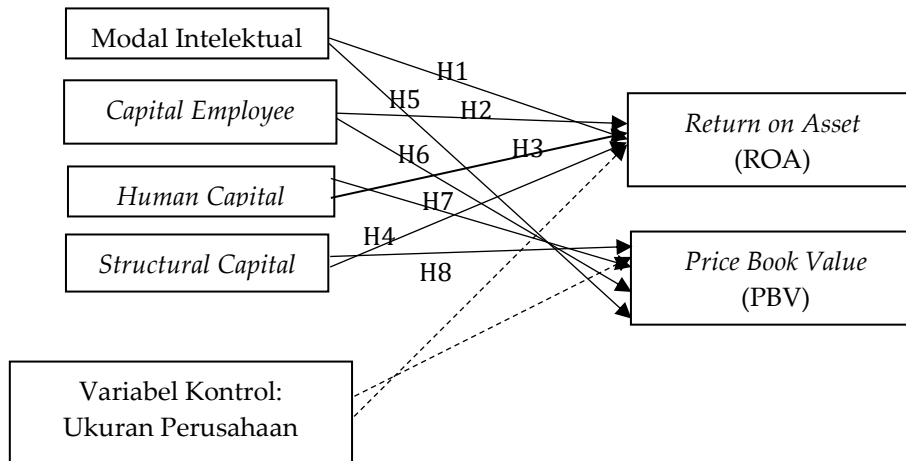 Modal Intelektual
H1
H5
Capital Employee
H2
Return on Asset
(ROA)
H6
H3
Human Capital
H7
H4
Structural Capital
H8
Price Book Value
(PBV)
Variabel Kontrol:
Ukuran Perusahaan